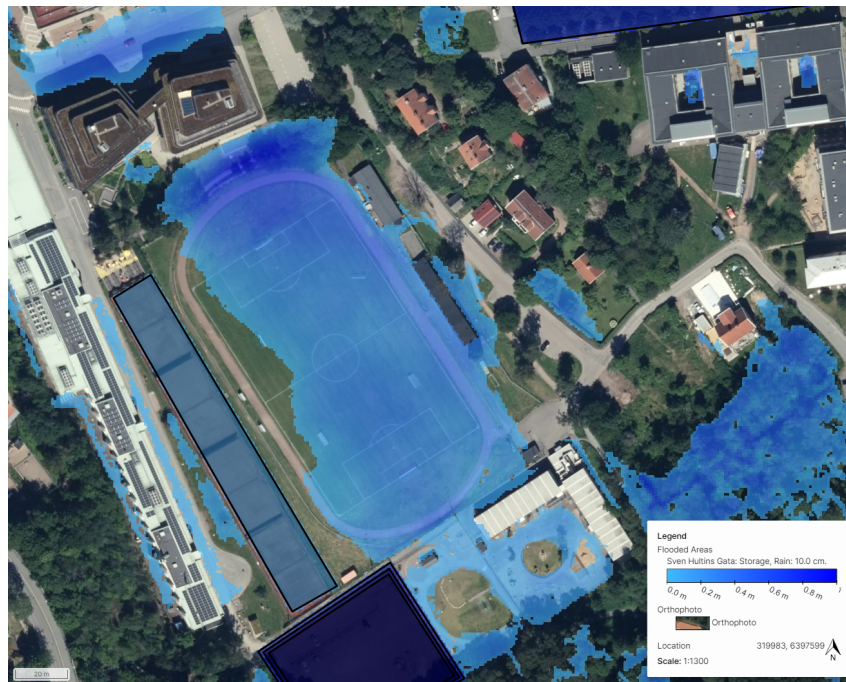 Legend
Flooded Areas
Sven Hultins Gata: Storage, Rain: 10.0 cm.
0.0 m 0.2 m 0.4 m 0.6 m 0.8 m 1
Orthophoto
Orthophoto
Location 319983, 6397599
Scale: 1:1300
N
20 m